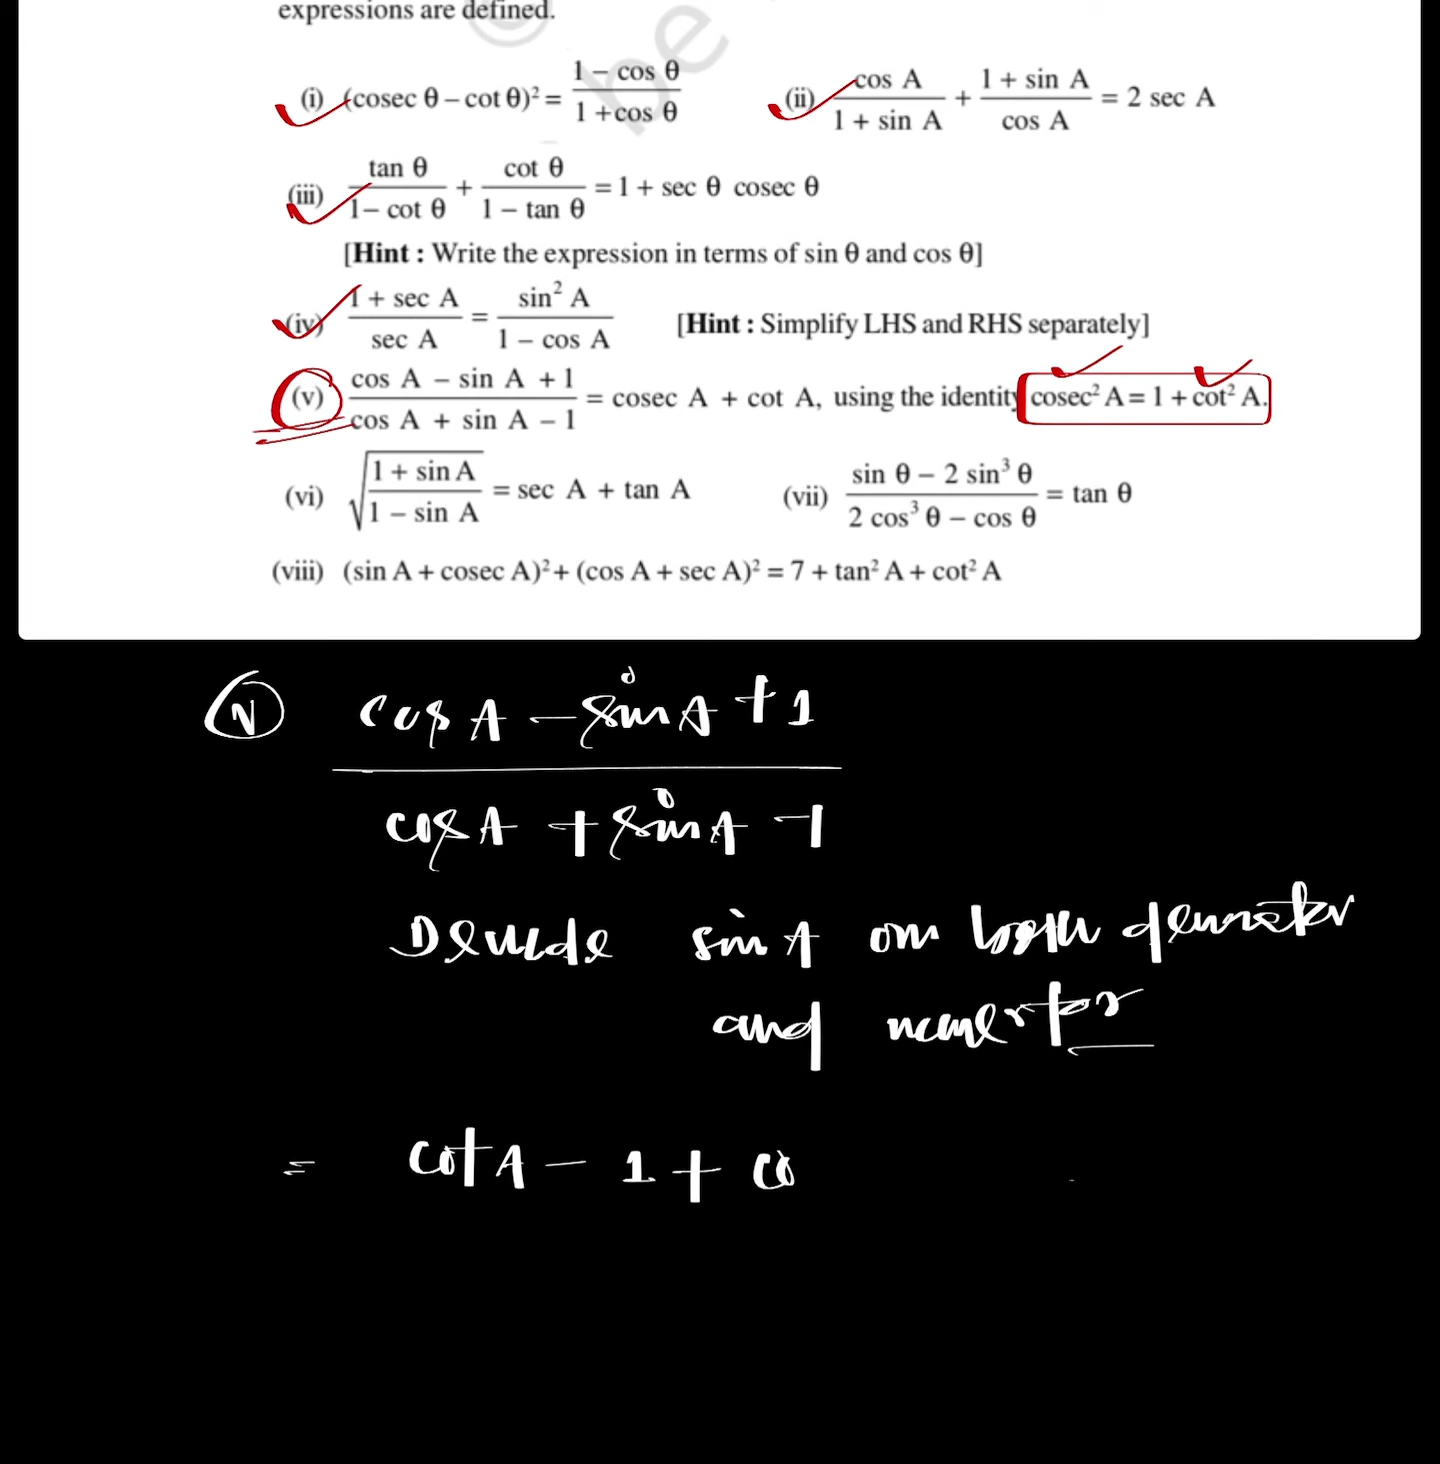 expressions are defined.
be
(i) (cosec θ – cot θ)² = (1 – cos θ)/(1 + cos θ) (ii) cos A/(1 + sin A) + (1 + sin A)/cos A = 2 sec A
(iii) tan θ/(1 – cot θ) + cot θ/(1 – tan θ) = 1 + sec θ cosec θ
[Hint : Write the expression in terms of sin θ and cos θ]
(iv) (1 + sec A)/sec A = sin² A/(1 – cos A) [Hint : Simplify LHS and RHS separately]
(v) (cos A – sin A + 1)/(cos A + sin A – 1) = cosec A + cot A, using the identity cosec² A = 1 + cot² A.
(vi) √((1 + sin A)/(1 – sin A)) = sec A + tan A (vii) (sin θ – 2 sin³ θ)/(2 cos³ θ – cos θ) = tan θ
(viii) (sin A + cosec A)² + (cos A + sec A)² = 7 + tan² A + cot² A
(V) cos A – sin A + 1
cos A + sin A – 1
sin A on both
and
= cot A – 1 + co